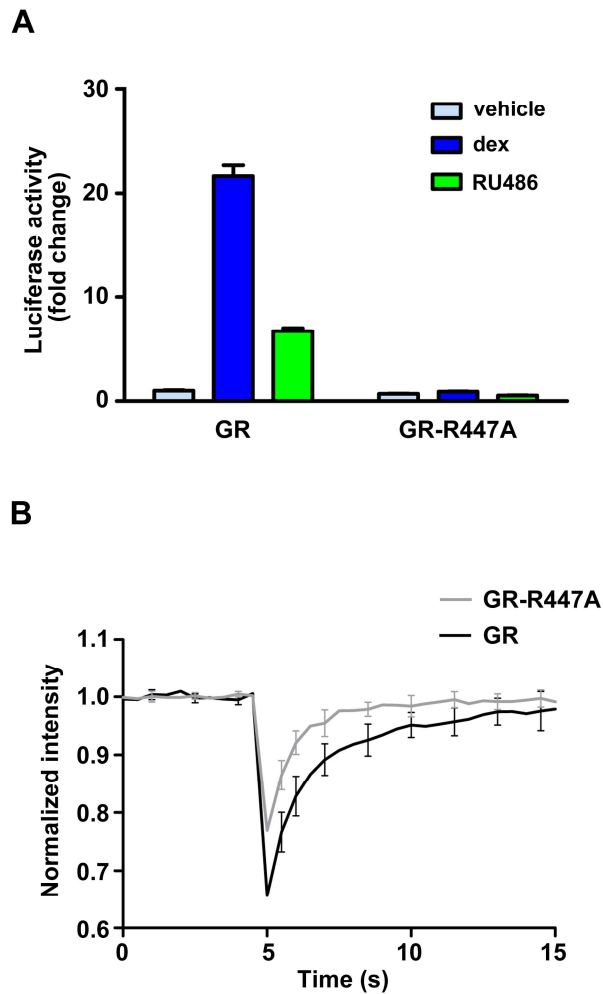 A
30
20
10
0
Luciferase activity
(fold change)
vehicle
dex
RU486
GR
GR-R447A
B
GR-R447A
GR
1.1
1.0
0.9
0.8
0.7
0.6
Normalized intensity
0
5
10
15
Time (s)